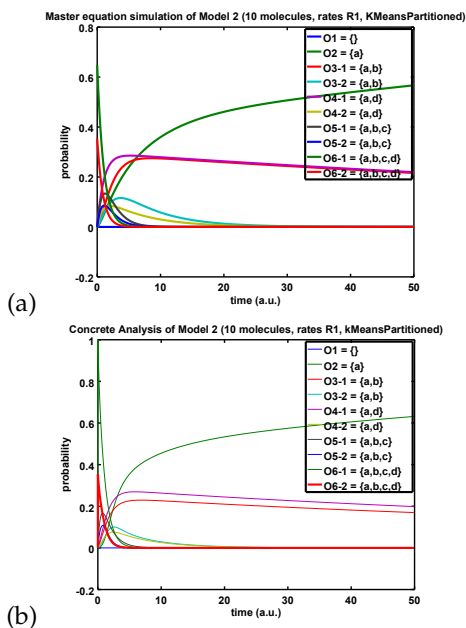 Master equation simulation of Model 2 (10 molecules, rates R1, KMeansPartitioned)
0.8
0.6
0.4
0.2
0
-0.2
probability
O1 = {}
O2 = {a}
O3-1 = {a,b}
O3-2 = {a,b}
O4-1 = {a,d}
O4-2 = {a,d}
O5-1 = {a,b,c}
O5-2 = {a,b,c}
O6-1 = {a,b,c,d}
O6-2 = {a,b,c,d}
0 10 20 30 40 50
time (a.u.)
(a)
Concrete Analysis of Model 2 (10 molecules, rates R1, kMeansPartitioned)
1
0.8
0.6
0.4
0.2
0
-0.2
probability
O1 = {}
O2 = {a}
O3-1 = {a,b}
O3-2 = {a,b}
O4-1 = {a,d}
O4-2 = {a,d}
O5-1 = {a,b,c}
O5-2 = {a,b,c}
O6-1 = {a,b,c,d}
O6-2 = {a,b,c,d}
0 10 20 30 40 50
time (a.u.)
(b)